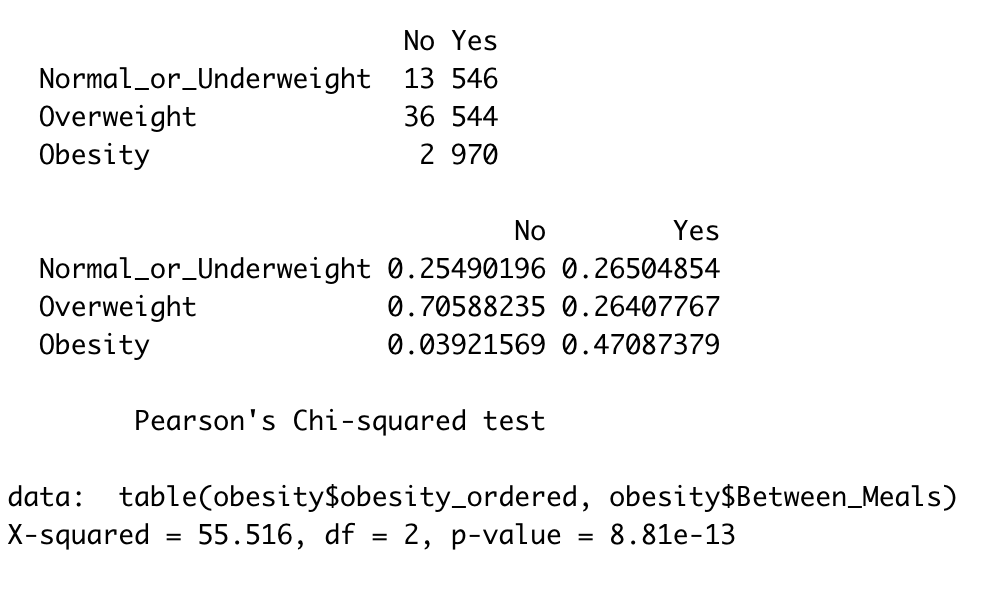 No Yes
Normal_or_Underweight 13 546
Overweight 36 544
Obesity 2 970
No Yes
Normal_or_Underweight 0.25490196 0.26504854
Overweight 0.70588235 0.26407767
Obesity 0.03921569 0.47087379
Pearson's Chi-squared test
data: table(obesity$obesity_ordered, obesity$Between_Meals)
X-squared = 55.516, df = 2, p-value = 8.81e-13